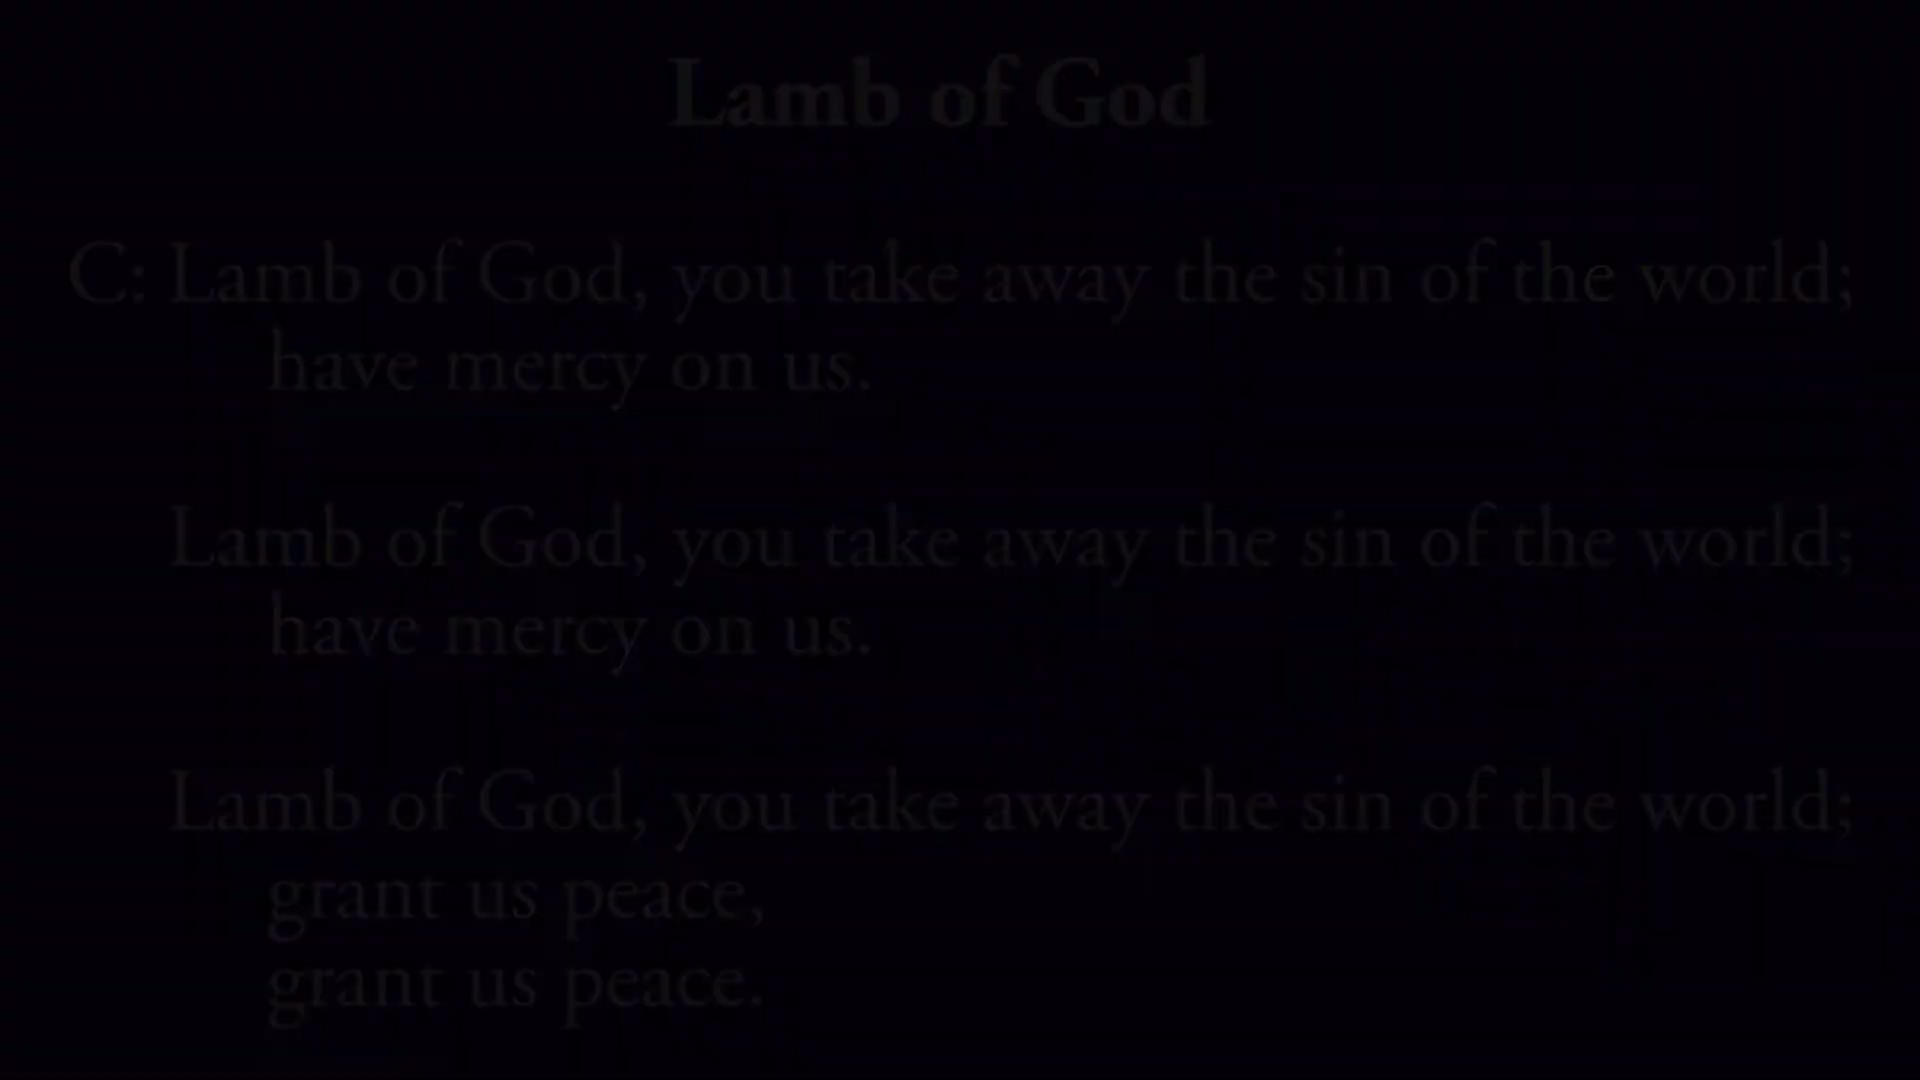 Lamb of God
C: Lamb of God, you take away the sin of the world;
have mercy on us.
Lamb of God, you take away the sin of the world;
have mercy on us.
Lamb of God, you take away the sin of the world;
grant us peace,
grant us peace.